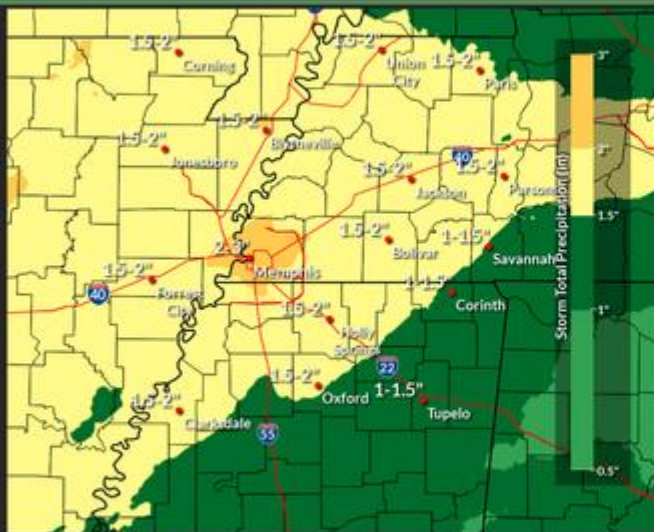 1.5-2"
Corning
1.5-2"
Union
City
1.5-2"
Paris
3"
1.5-2"
Blytheville
1.5-2"
Jonesboro
40
1.5-2"
Jackson
1.5-2"
Parsons
2"
1.5-2"
Bolivar
1-1.5"
Savannah
1.5"
2-3"
Memphis
1.5-2"
Forrest
City
40
1-1.5"
Corinth
1"
1.5-2"
Holly
Springs
22
1.5-2"
Oxford
1-1.5"
Tupelo
1.5-2"
Clarksdale
55
0.5"
Storm Total Precipitation (in)